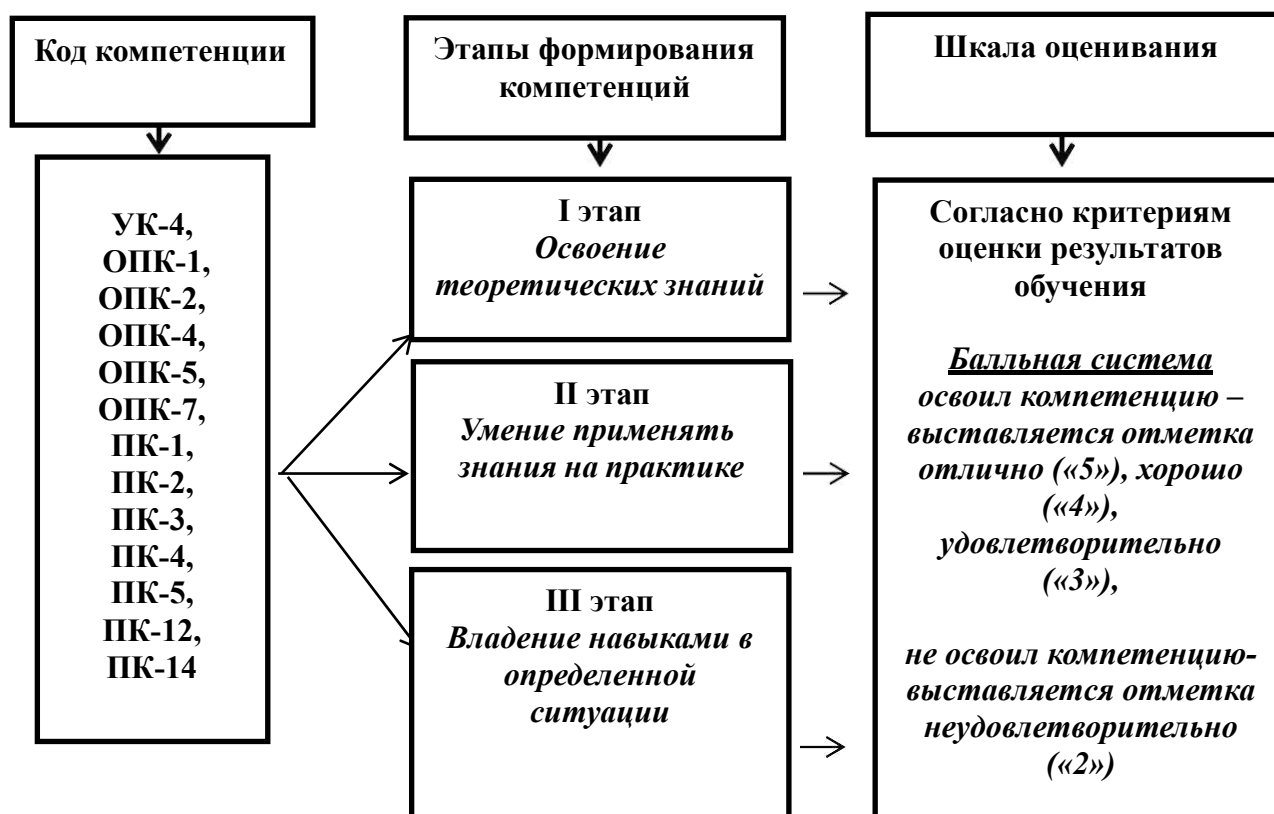 Код компетенции
Этапы формирования
компетенций
Шкала оценивания
УК-4,
ОПК-1,
ОПК-2,
ОПК-4,
ОПК-5,
ОПК-7,
ПК-1,
ПК-2,
ПК-3,
ПК-4,
ПК-5,
ПК-12,
ПК-14
I этап
Освоение
теоретических знаний
II этап
Умение применять
знания на практике
III этап
Владение навыками в
определенной
ситуации
Согласно критериям
оценки результатов
обучения
Балльная система
освоил компетенцию –
выставляется отметка
отлично («5»), хорошо
(«4»),
удовлетворительно
(«3»),
не освоил компетенцию-
выставляется отметка
неудовлетворительно
(«2»)